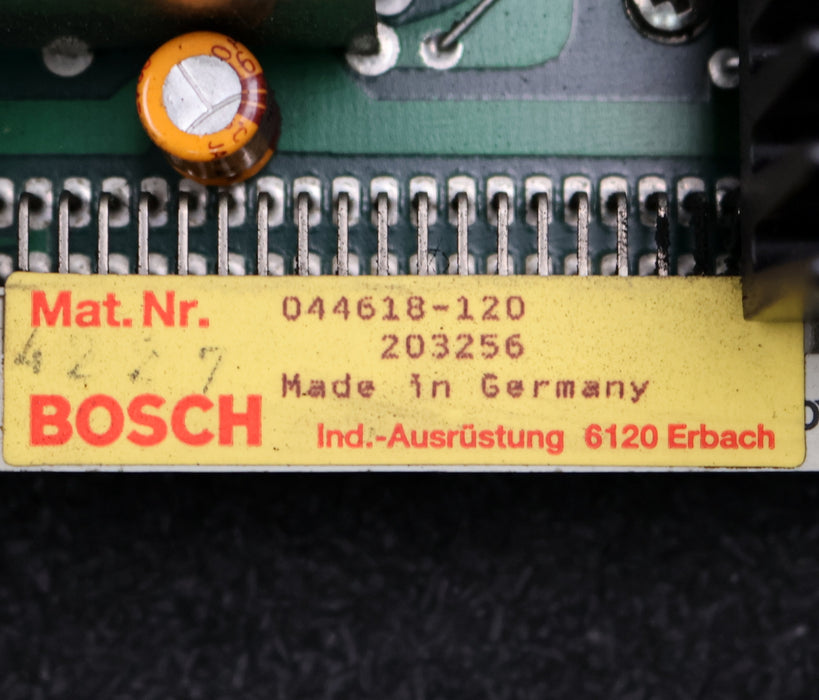 Mat. Nr. 044618-120
203256
Made in Germany
BOSCH Ind.-Ausrüstung 6120 Erbach